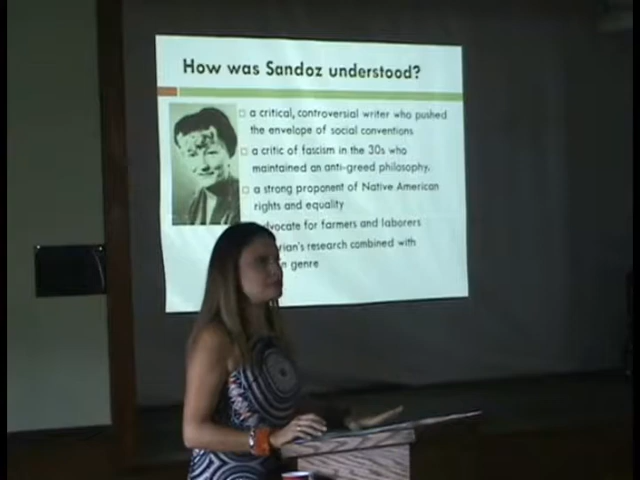 How was Sandoz understood?
a critical, controversial writer who pushed
the envelope of social conventions
a critic of fascism in the 30s who
maintained an anti-greed philosophy.
a strong proponent of Native American
rights and equality
advocate for farmers and laborers
research combined with
genre